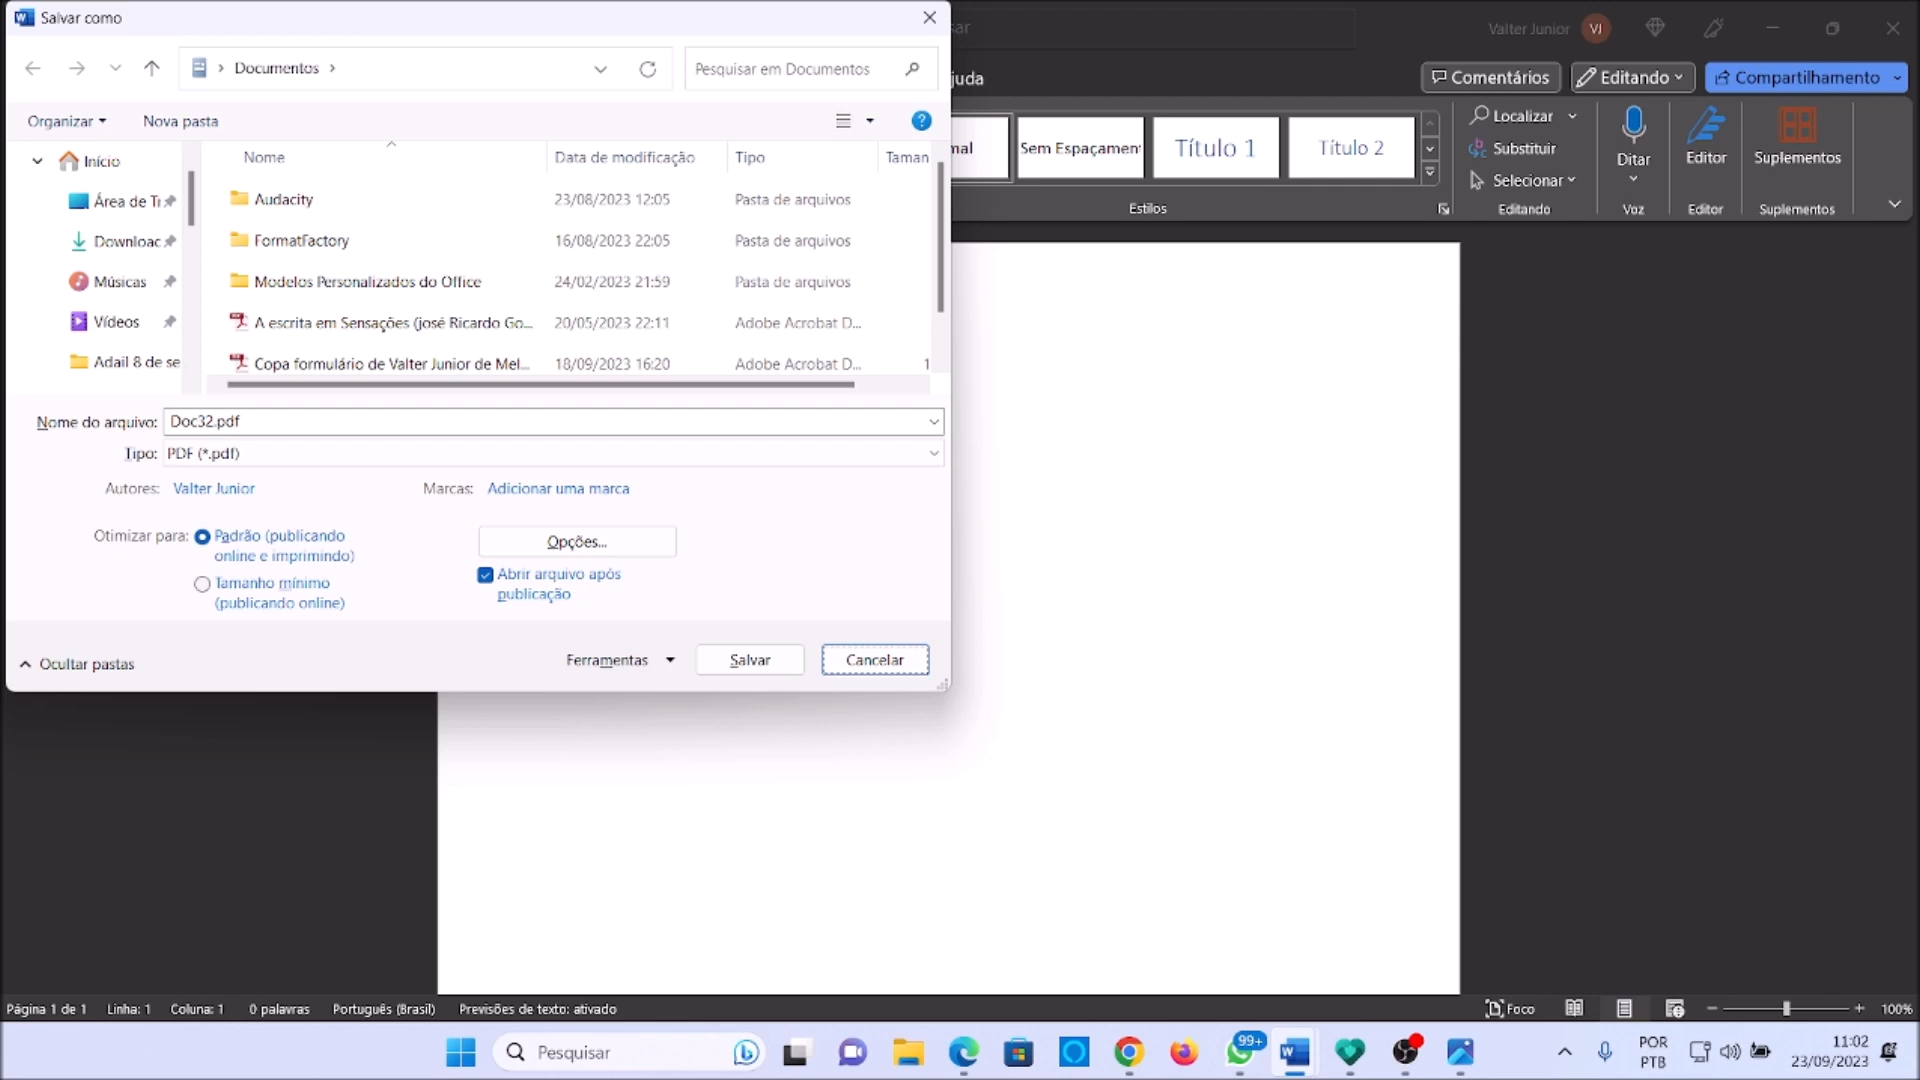 Salvar como
sar
Valter Junior
VJ
Documentos
Pesquisar em Documentos
juda
Comentários
Editando
Compartilhamento
Organizar
Nova pasta
Início
Área de Tr
Downloac
Músicas
Vídeos
Adail 8 de se
Nome
Data de modificação
Tipo
Taman
Audacity
23/08/2023 12:05
Pasta de arquivos
FormatFactory
16/08/2023 22:05
Pasta de arquivos
Modelos Personalizados do Office
24/02/2023 21:59
Pasta de arquivos
A escrita em Sensações (josé Ricardo Go...
20/05/2023 22:11
Adobe Acrobat D...
Copa formulário de Valter Junior de Mel...
18/09/2023 16:20
Adobe Acrobat D...
1
mal
Sem Espaçament
Título 1
Título 2
Estilos
Localizar
Substituir
Selecionar
Editando
Ditar
Voz
Editor
Editor
Suplementos
Suplementos
Nome do arquivo:
Doc32.pdf
Tipo:
PDF (*.pdf)
Autores:
Valter Junior
Marcas:
Adicionar uma marca
Otimizar para:
Padrão (publicando
online e imprimindo)
Tamanho mínimo
(publicando online)
Opções...
Abrir arquivo após
publicação
Ocultar pastas
Ferramentas
Salvar
Cancelar
Página 1 de 1
Linha: 1
Coluna: 1
0 palavras
Português (Brasil)
Previsões de texto: ativado
Foco
100%
Pesquisar
99+
POR
PTB
11:02
23/09/2023